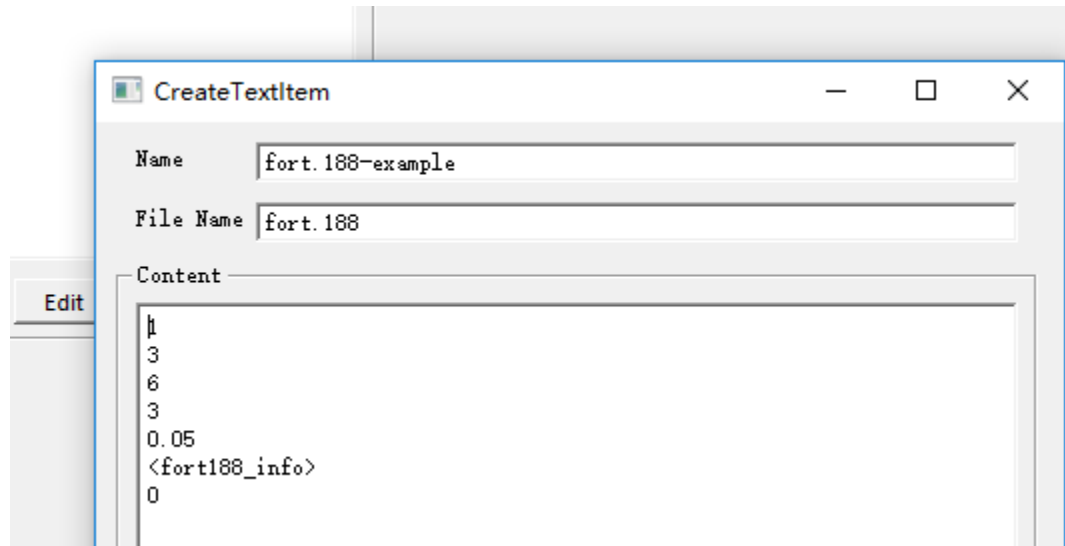 CreateTextItem
Name fort.188-example
File Name fort.188
Content
Edit
1
3
6
3
0.05
<fort188_info>
0